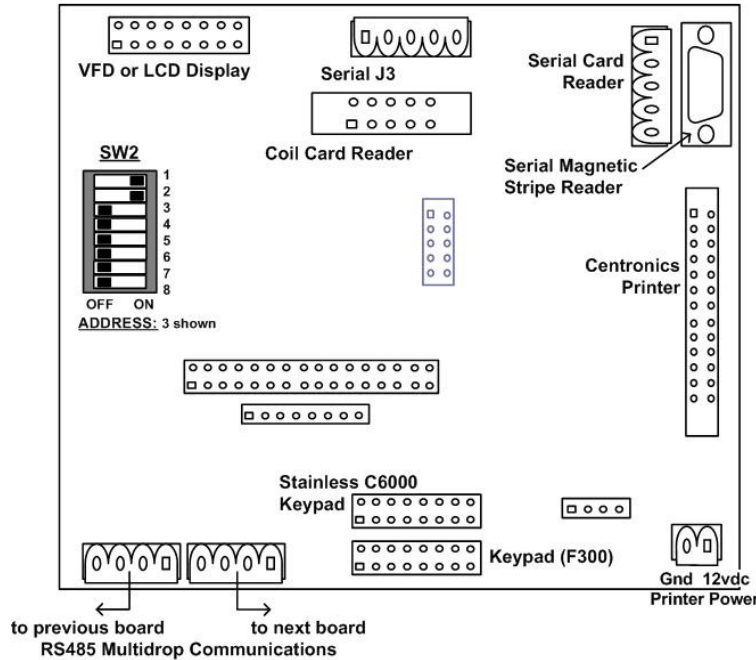 VFD or LCD Display
Serial J3
Serial Card
Reader
Coil Card Reader
Serial Magnetic
Stripe Reader
SW2
1
2
3
4
5
6
7
8
OFF ON
ADDRESS: 3 shown
Centronics
Printer
Stainless C6000
Keypad
Keypad (F300)
Gnd 12vdc
Printer Power
to previous board
to next board
RS485 Multidrop Communications